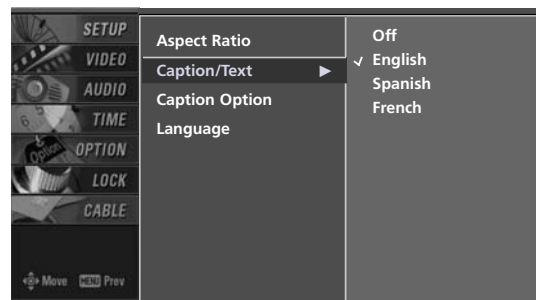 SETUP
VIDEO
AUDIO
TIME
Option OPTION
LOCK
CABLE
Move MENU Prev
Aspect Ratio
Caption/Text
Caption Option
Language
Off
English
Spanish
French